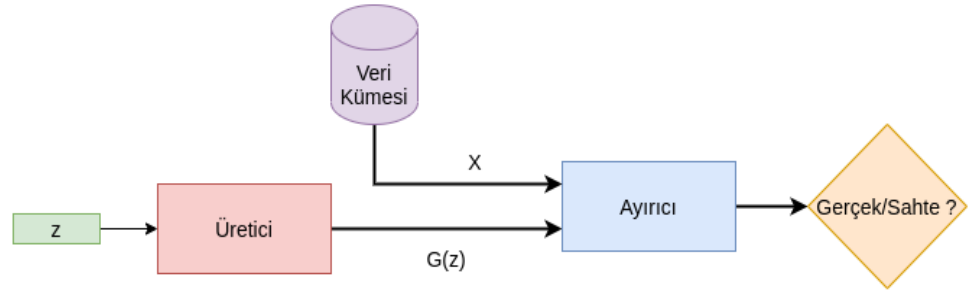 Veri
Kümesi
X
z
Üretici
Ayırıcı
Gerçek/Sahte ?
G(z)